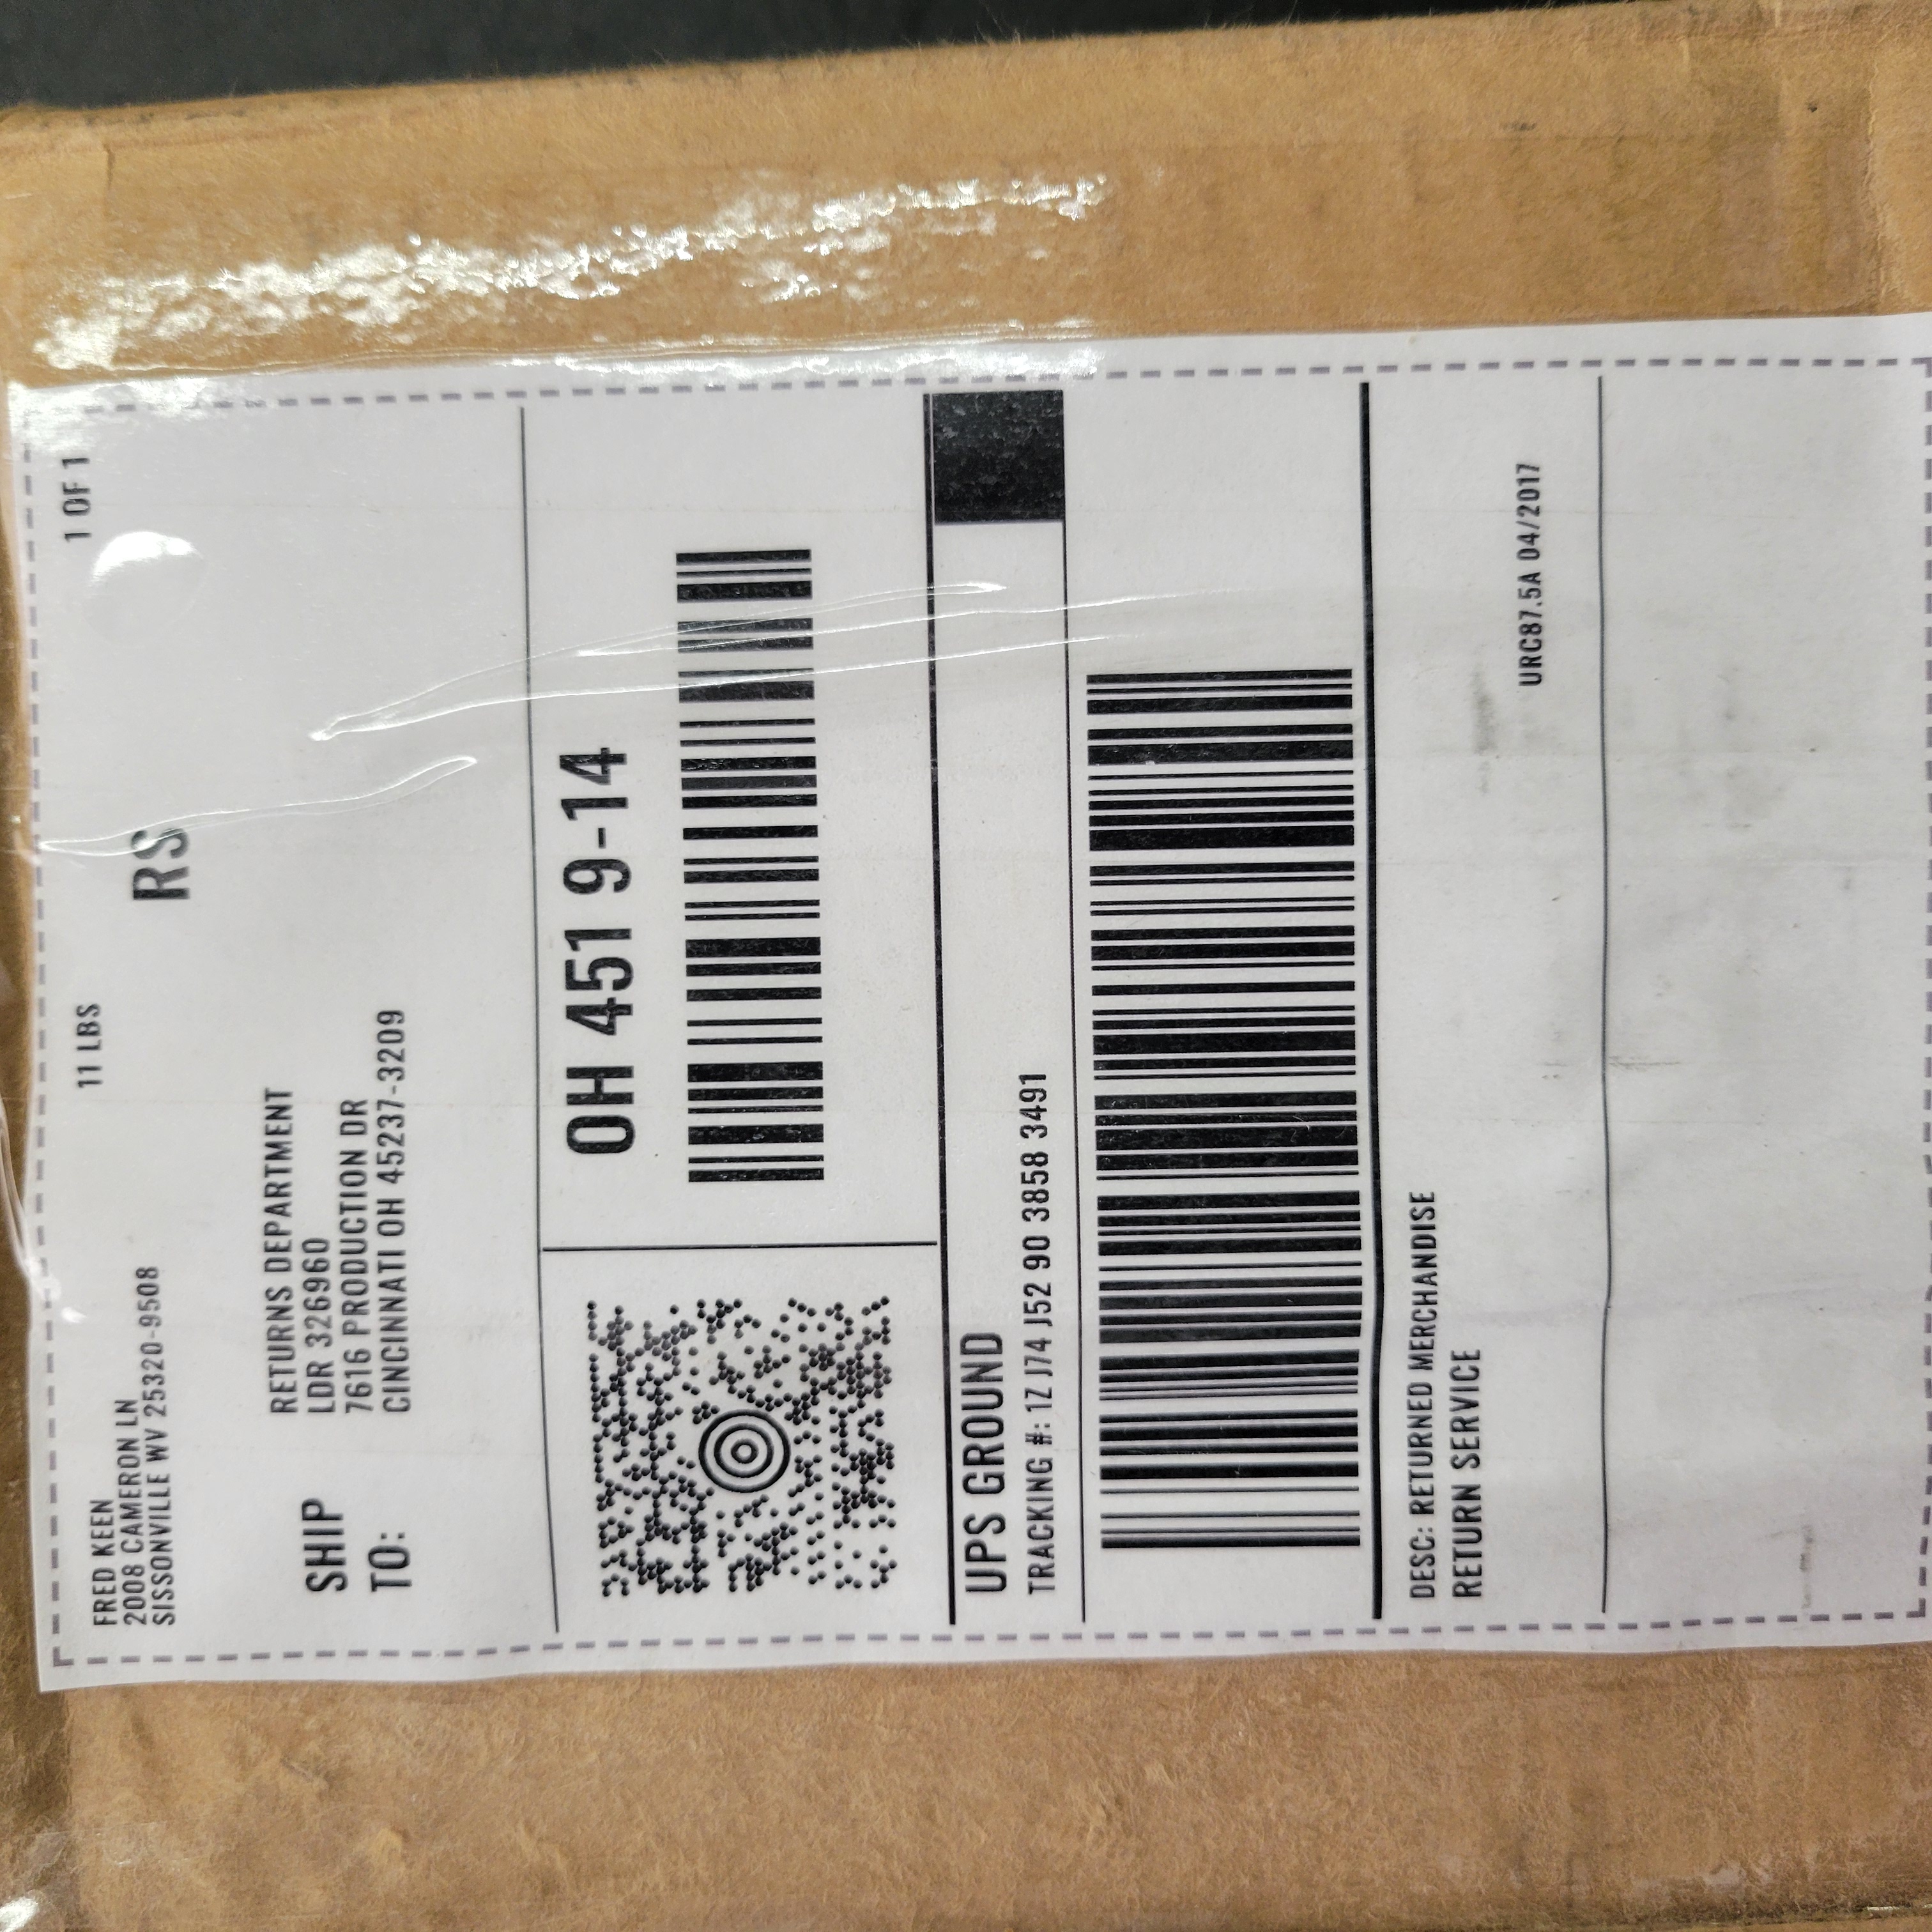 FRED KEEN
2008 CAMERON LN
SISSONVILLE WV 25320-9508
11 LBS
1 OF 1
RS
SHIP
TO:
RETURNS DEPARTMENT
LDR 326960
7616 PRODUCTION DR
CINCINNATI OH 45237-3209
OH 451 9-14
UPS GROUND
TRACKING #: 1Z J74 J52 90 3858 3491
DESC: RETURNED MERCHANDISE
RETURN SERVICE
URC87.5A 04/2017